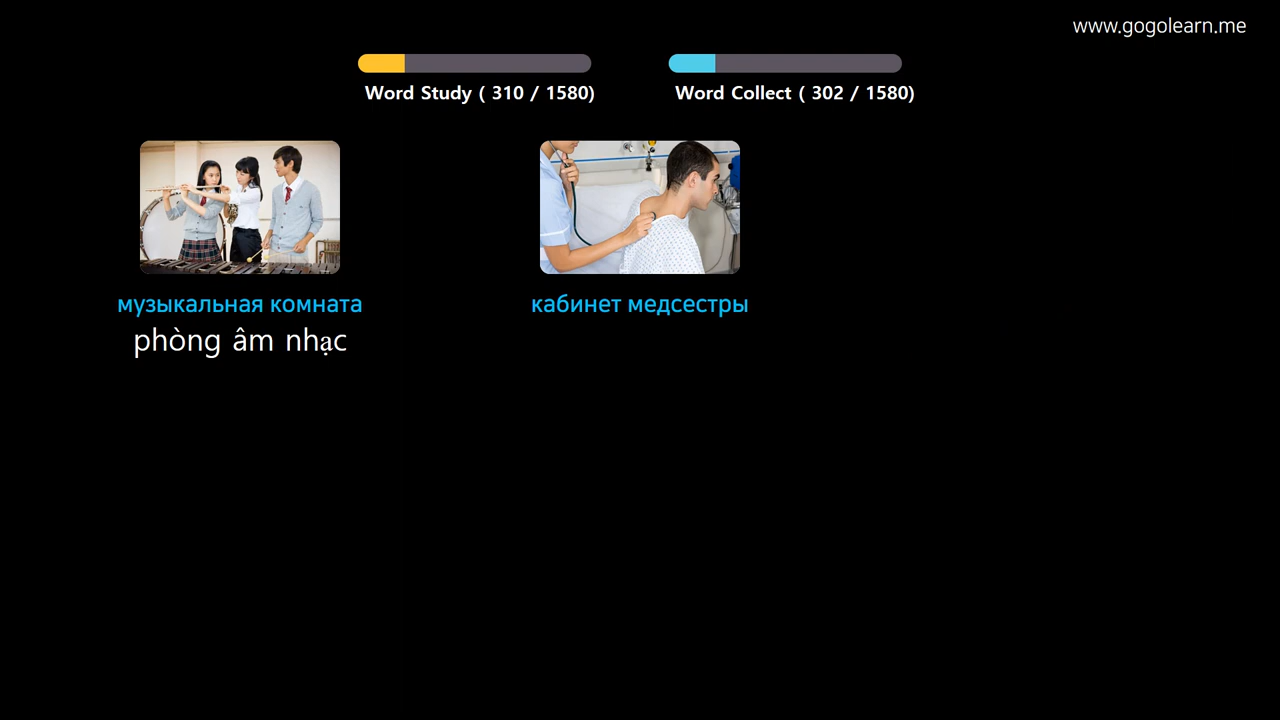 www.gogolearn.me
Word Study ( 310 / 1580)
Word Collect ( 302 / 1580)
музыкальная комната
phòng âm nhạc
кабинет медсестры